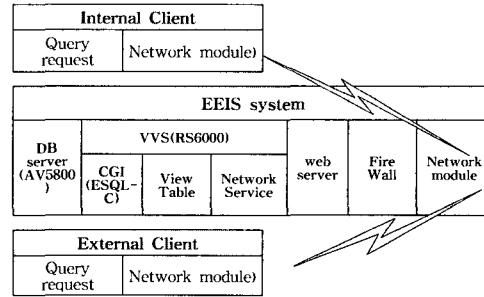 Internal Client
Query
request
Network module)
EEIS system
DB
server
(AV5800
)
VVS(RS6000)
CGI
(ESQL-
C)
View
Table
Network
Service
web
server
Fire
Wall
Network
module
External Client
Query
request
Network module)